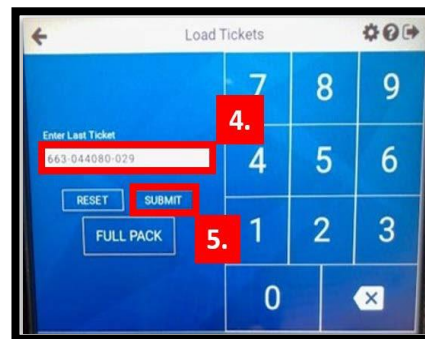 Load Tickets
7 8 9
4.
Enter Last Ticket
663-044080-029
4 5 6
RESET SUBMIT
FULL PACK
5.
1 2 3
0